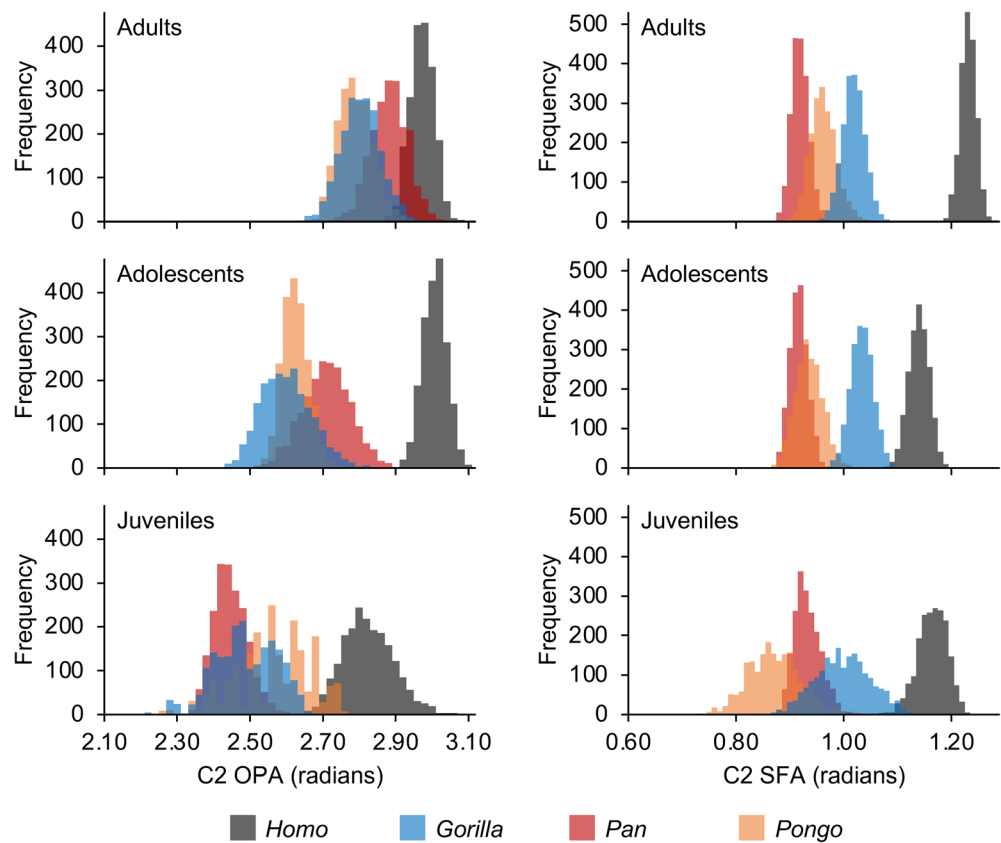 Adults
Frequency
400
300
200
100
0
Adults
Frequency
500
400
300
200
100
0
Adolescents
Frequency
400
300
200
100
0
Adolescents
Frequency
500
400
300
200
100
0
Juveniles
Frequency
400
300
200
100
0
2.10 2.30 2.50 2.70 2.90 3.10
C2 OPA (radians)
Juveniles
Frequency
500
400
300
200
100
0
0.60 0.80 1.00 1.20
C2 SFA (radians)
Homo Gorilla Pan Pongo